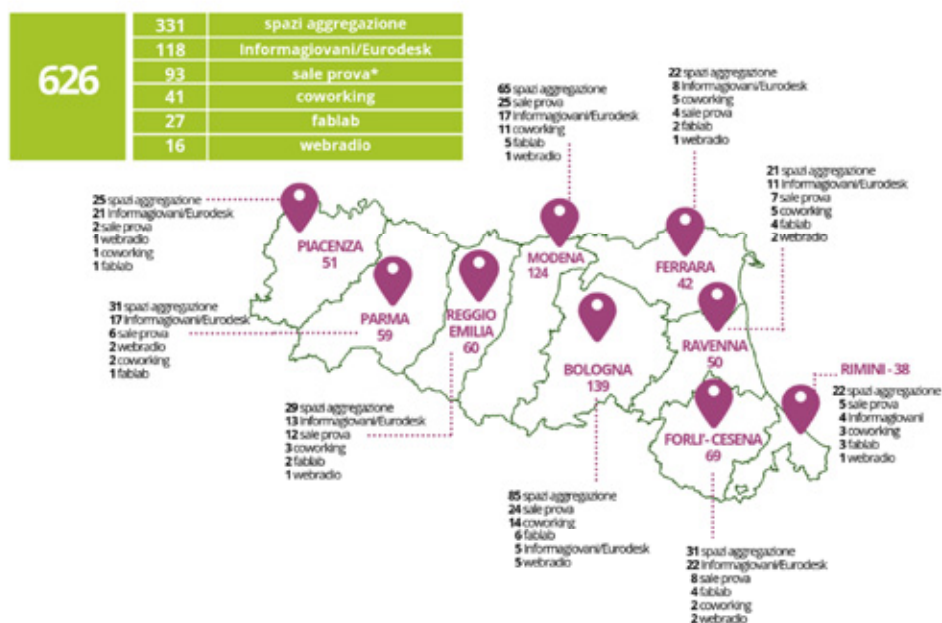 626
331 spazi aggregazione
118 Informagiovani/Eurodesk
93 sale prova*
41 coworking
27 fablab
16 webradio
65 spazi aggregazione
25 sale prova
17 Informagiovani/Eurodesk
11 coworking
5 fablab
1 webradio
22 spazi aggregazione
8 Informagiovani/Eurodesk
5 coworking
4 sale prova
2 fablab
1 webradio
21 spazi aggregazione
11 Informagiovani/Eurodesk
7 sale prova
5 coworking
4 fablab
2 webradio
25 spazi aggregazione
21 Informagiovani/Eurodesk
2 sale prova
1 webradio
1 coworking
1 fablab
PIACENZA
51
MODENA
124
FERRARA
42
31 spazi aggregazione
17 Informagiovani/Eurodesk
6 sale prova
2 webradio
2 coworking
1 fablab
PARMA
59
REGGIO
EMILIA
60
BOLOGNA
139
RAVENNA
50
RIMINI - 38
22 spazi aggregazione
5 sale prova
4 Informagiovani
3 coworking
3 fablab
1 webradio
29 spazi aggregazione
13 Informagiovani/Eurodesk
12 sale prova
3 coworking
2 fablab
1 webradio
FORLI'- CESENA
69
85 spazi aggregazione
24 sale prova
14 coworking
6 fablab
5 Informagiovani/Eurodesk
5 webradio
31 spazi aggregazione
22 Informagiovani/Eurodesk
8 sale prova
4 fablab
2 coworking
2 webradio